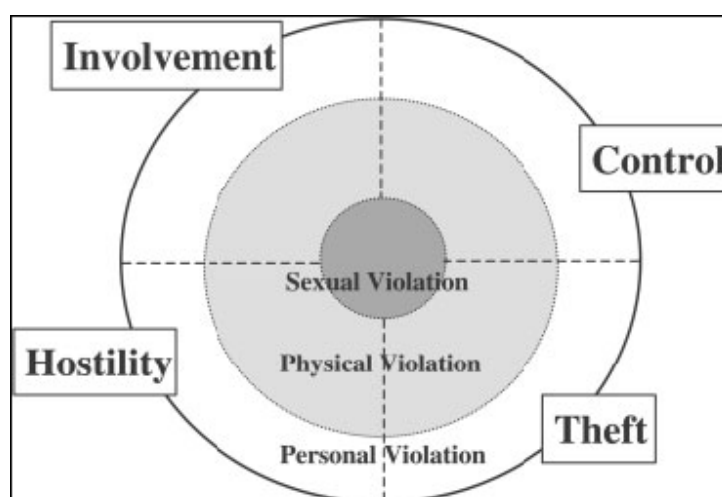 Involvement
Control
Sexual Violation
Hostility
Physical Violation
Theft
Personal Violation